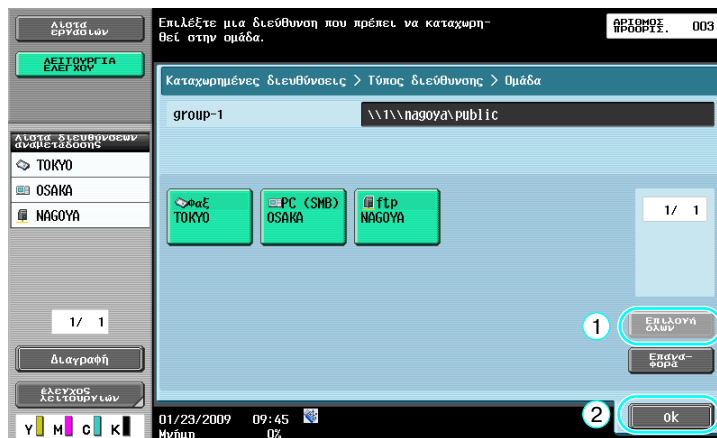 Λίστα
εργασιών
ΛΕΙΤΟΥΡΓΙΑ
ΕΛΕΓΧΟΥ
Λίστα διευθύνσεων
αναμετάδοσης
TOKYO
OSAKA
NAGOYA
1/ 1
Διαγραφή
έλεγχος
λειτουργιών
Y M C K
Επιλέξτε μια διεύθυνση που πρέπει να καταχωρη-
θεί στην ομάδα.
ΑΡΙΘΜΟΣ
ΠΡΟΟΡΙΣ. 003
Καταχωρημένες διευθύνσεις > Τύπος διεύθυνσης > Ομάδα
group-1
\\1\\nagoya\public
Φαξ
TOKYO
PC (SMB)
OSAKA
ftp
NAGOYA
1/ 1
1
Επιλογή
όλων
Επανα-
φορά
2
ok
01/23/2009 09:45
Μνήμη 0%